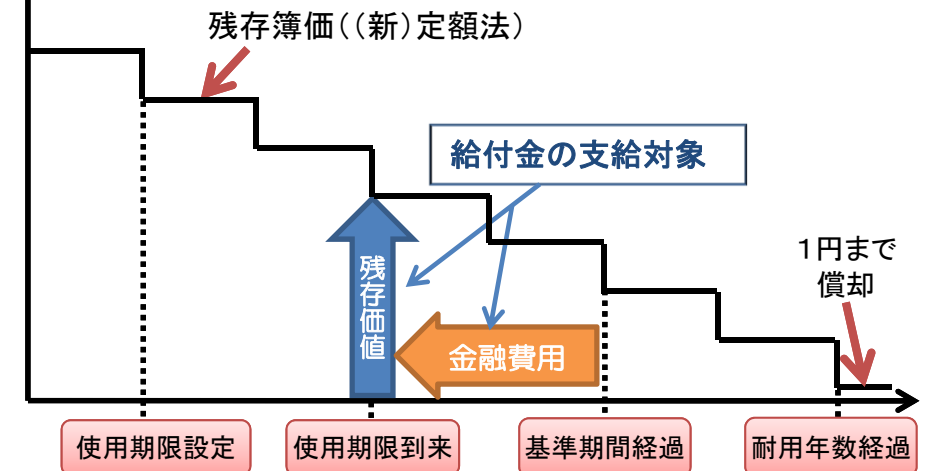 残存簿価((新)定額法)
給付金の支給対象
1円まで
償却
残存価値
金融費用
使用期限設定
使用期限到来
基準期間経過
耐用年数経過